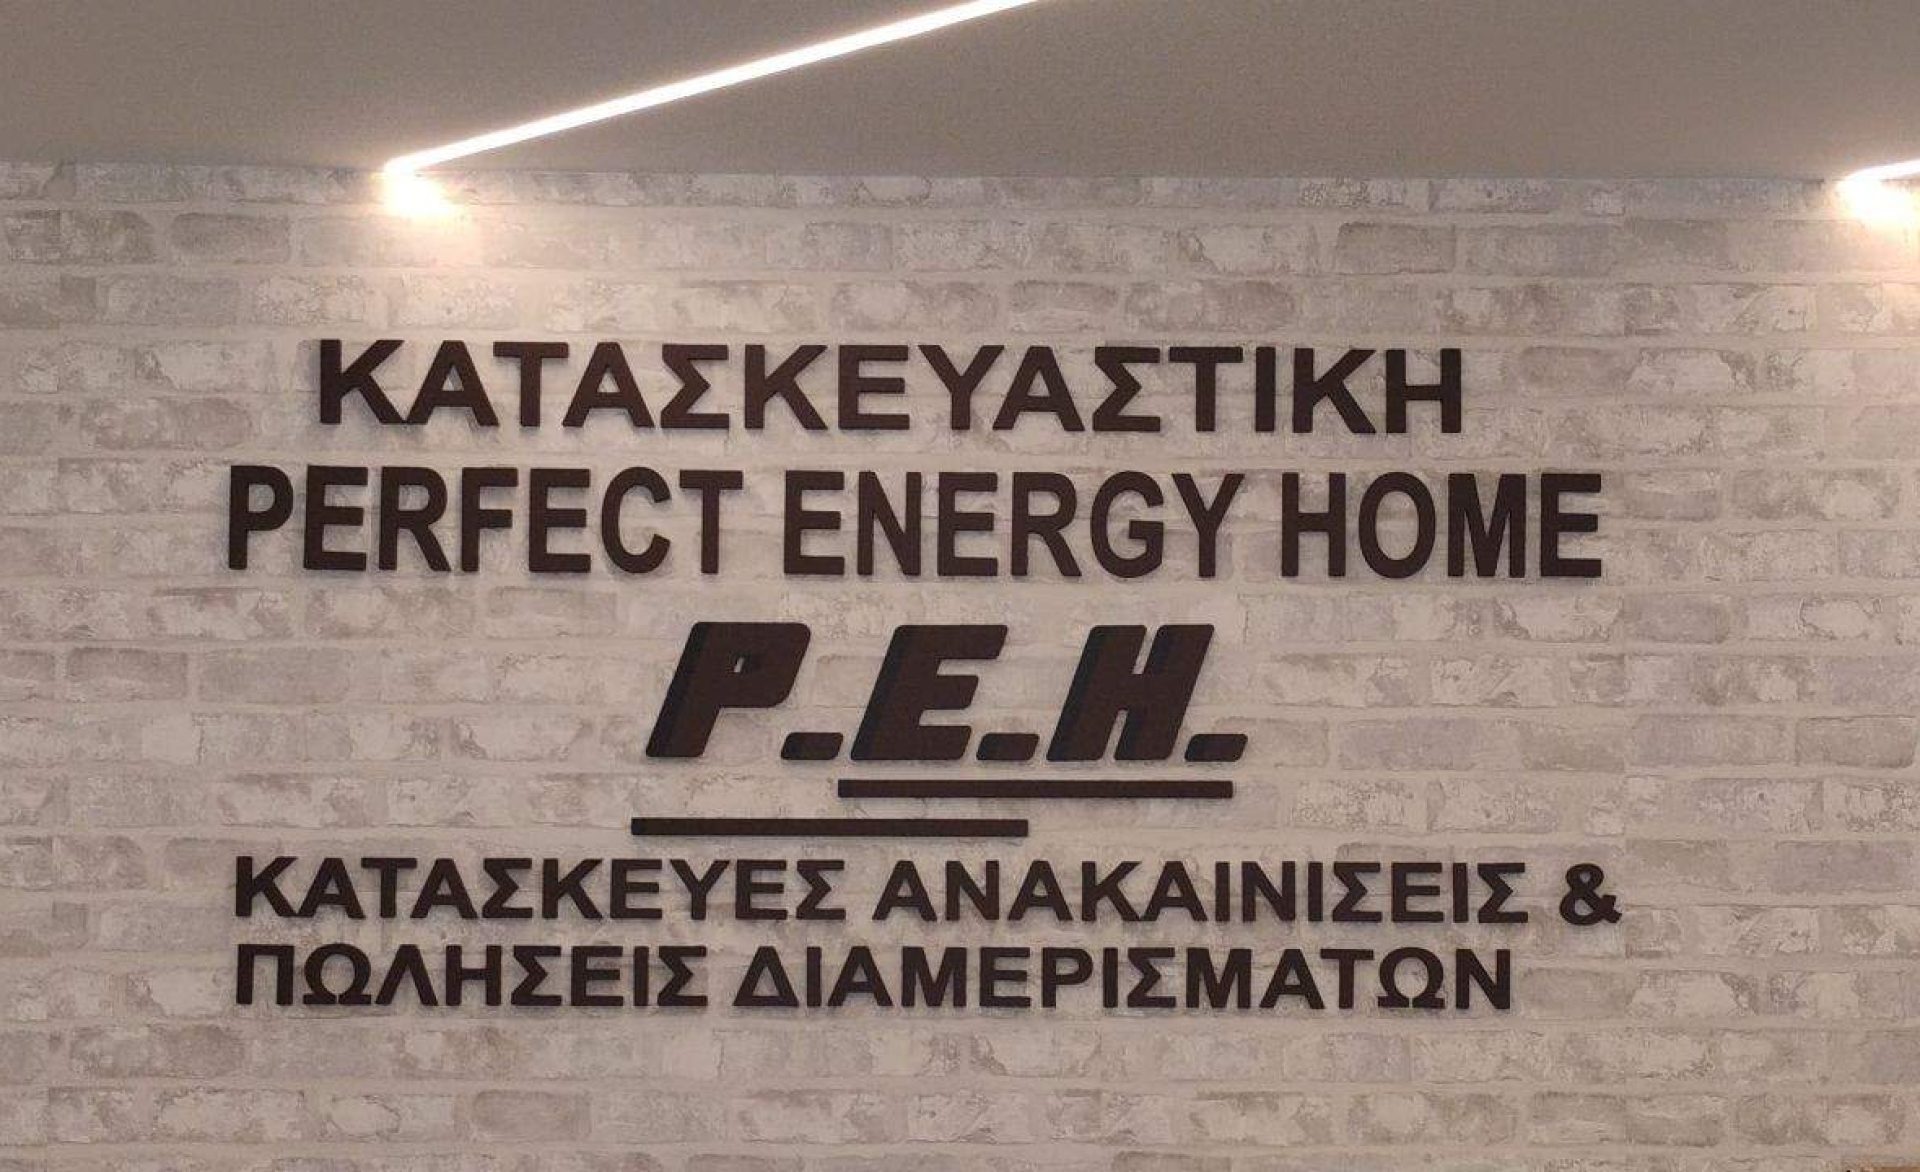 ΚΑΤΑΣΚΕΥΑΣΤΙΚΗ
PERFECT ENERGY HOME
P.E.H.
ΚΑΤΑΣΚΕΥΕΣ ΑΝΑΚΑΙΝΙΣΕΙΣ &
ΠΩΛΗΣΕΙΣ ΔΙΑΜΕΡΙΣΜΑΤΩΝ